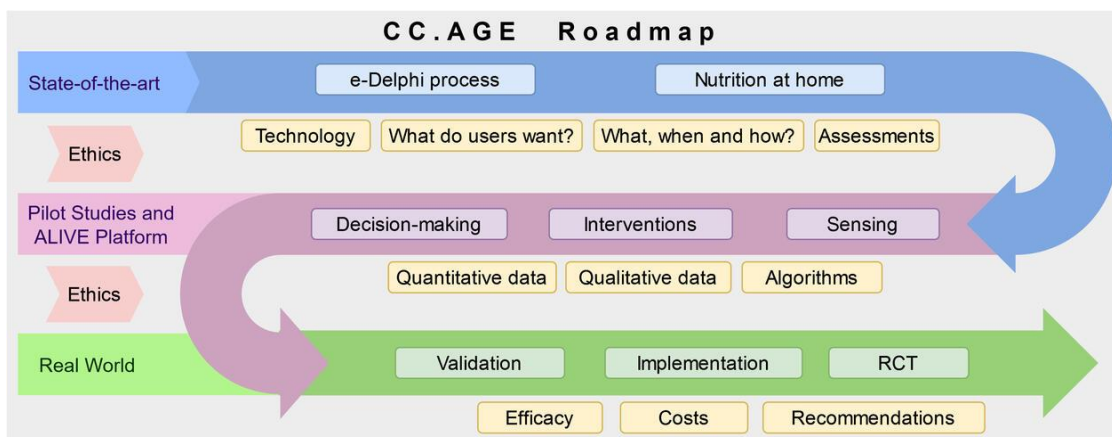 CC.AGE Roadmap
State-of-the-art
e-Delphi process
Nutrition at home
Technology
What do users want?
What, when and how?
Assessments
Ethics
Pilot Studies and
ALIVE Platform
Decision-making
Interventions
Sensing
Quantitative data
Qualitative data
Algorithms
Ethics
Real World
Validation
Implementation
RCT
Efficacy
Costs
Recommendations